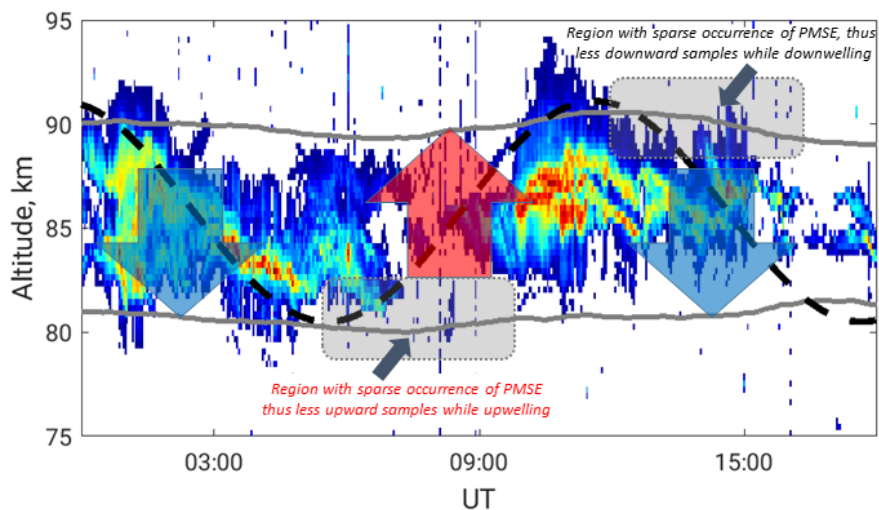 95
Region with sparse occurrence of PMSE, thus
less downward samples while downwelling
90
85
Altitude, km
80
Region with sparse occurrence of PMSE
thus less upward samples while upwelling
75
03:00
09:00
15:00
UT